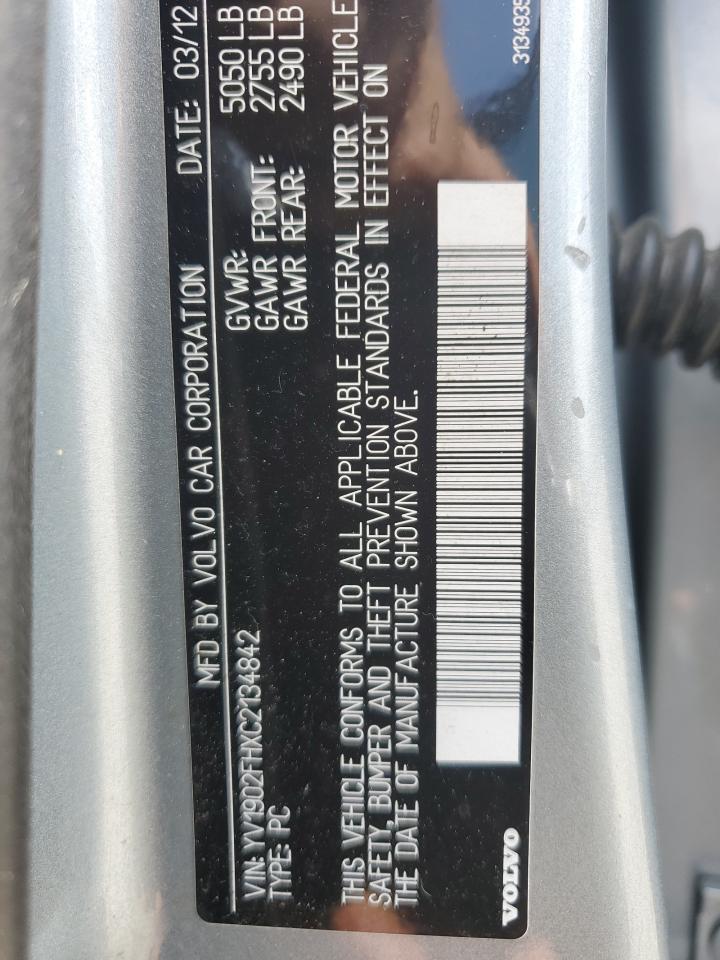 MFD BY VOLVO CAR CORPORATION DATE: 03/12
VIN: YV1902FHXC2134842 GVWR: 5050 LB
TYPE: PC GAWR FRONT: 2755 LB
GAWR REAR: 2490 LB
THIS VEHICLE CONFORMS TO ALL APPLICABLE FEDERAL MOTOR VEHICLE
SAFETY, BUMPER AND THEFT PREVENTION STANDARDS IN EFFECT ON
THE DATE OF MANUFACTURE SHOWN ABOVE.
VOLVO 3134935